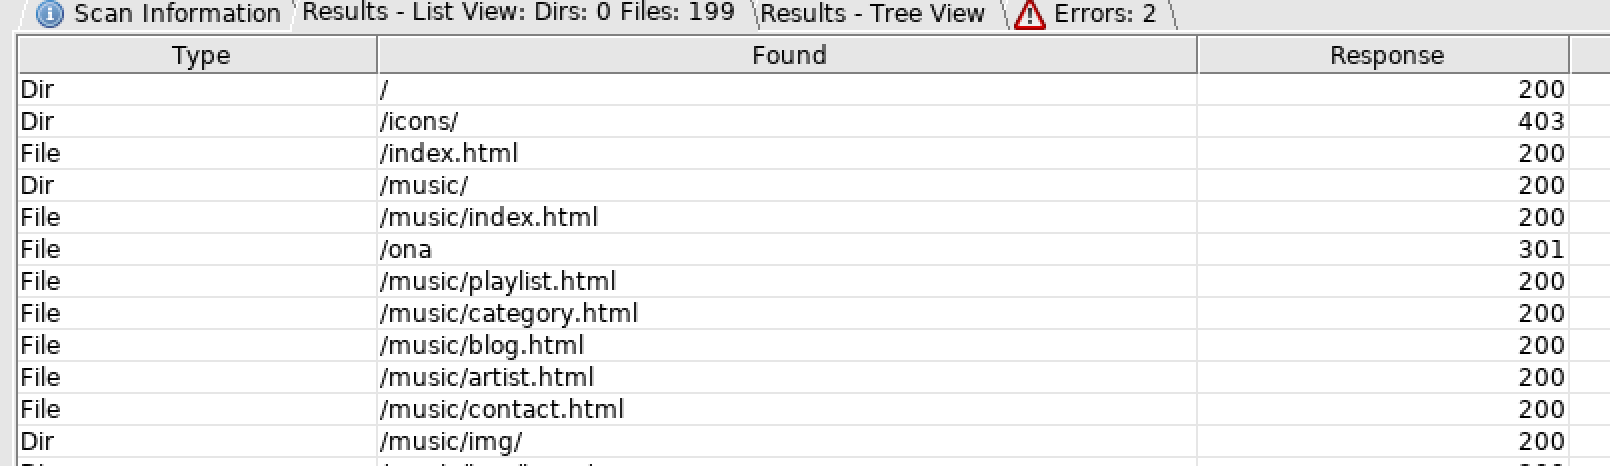 Scan Information Results - List View: Dirs: 0 Files: 199 Results - Tree View Errors: 2
Type Found Response
Dir / 200
Dir /icons/ 403
File /index.html 200
Dir /music/ 200
File /music/index.html 200
File /ona 301
File /music/playlist.html 200
File /music/category.html 200
File /music/blog.html 200
File /music/artist.html 200
File /music/contact.html 200
Dir /music/img/ 200